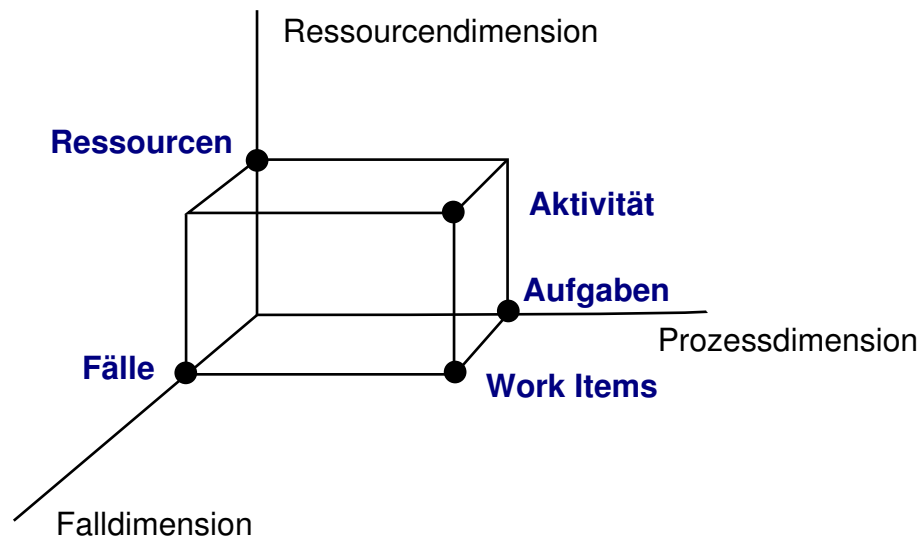 Ressourcendimension
Ressourcen
Aktivität
Aufgaben
Prozessdimension
Fälle
Work Items
Falldimension